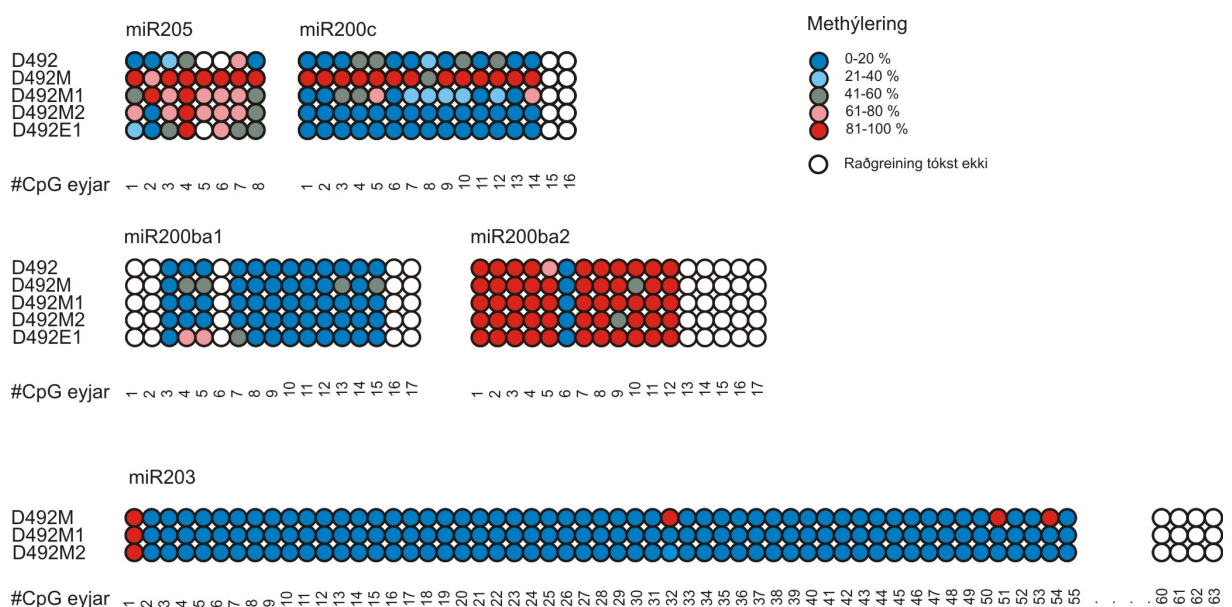 miR205 miR200c Methýlering
D492
D492M
D492M1
D492M2
D492E1
0-20 %
21-40 %
41-60 %
61-80 %
81-100 %
Raðgreining tókst ekki
#CpG eyjar 1 2 3 4 5 6 7 8 1 2 3 4 5 6 7 8 9 10 11 12 13 14 15 16
miR200ba1 miR200ba2
D492
D492M
D492M1
D492M2
D492E1
#CpG eyjar 1 2 3 4 5 6 7 8 9 10 11 12 13 14 15 16 17 1 2 3 4 5 6 7 8 9 10 11 12 13 14 15 16 17
miR203
D492M
D492M1
D492M2
#CpG eyjar 1 2 3 4 5 6 7 8 9 10 11 12 13 14 15 16 17 18 19 20 21 22 23 24 25 26 27 28 29 30 31 32 33 34 35 36 37 38 39 40 41 42 43 44 45 46 47 48 49 50 51 52 53 54 55 . . . . 60 61 62 63